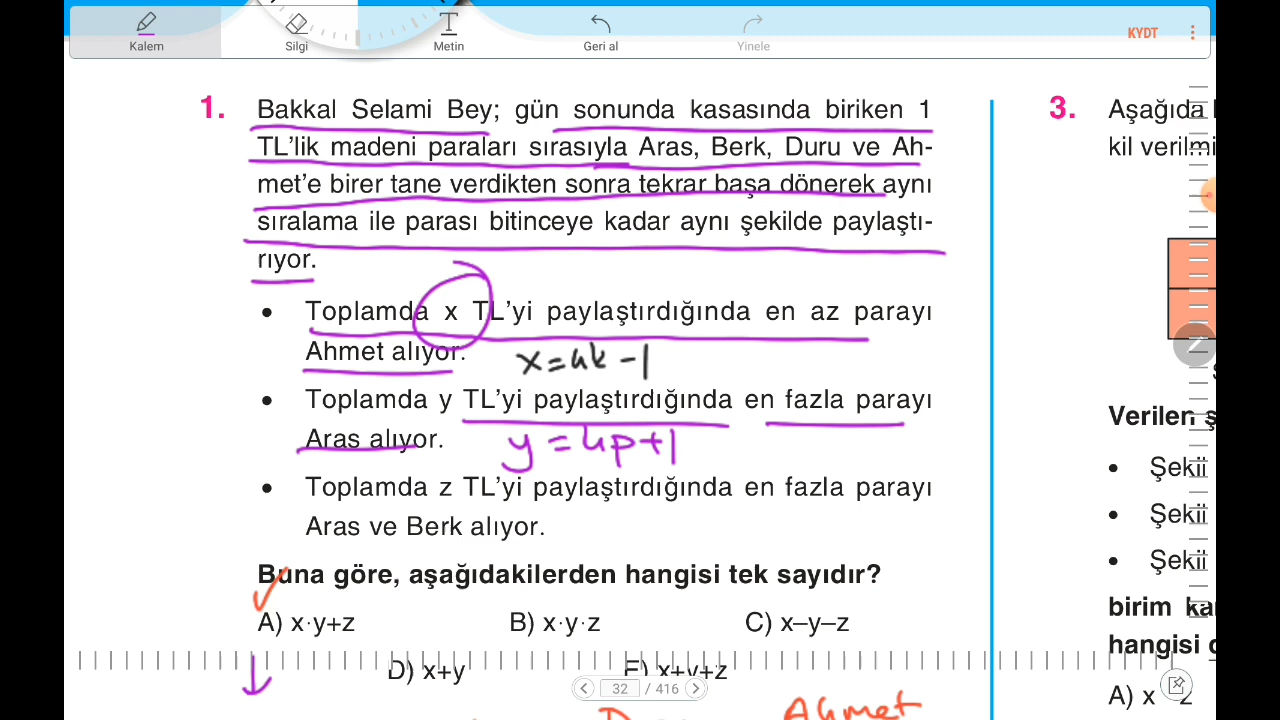 Kalem
Silgi
Metin
Geri al
Yinele
KYDT
1. Bakkal Selami Bey; gün sonunda kasasında biriken 1
TL’lik madeni paraları sırasıyla Aras, Berk, Duru ve Ah-
met’e birer tane verdikten sonra tekrar başa dönerek aynı
sıralama ile parası bitinceye kadar aynı şekilde paylaştı-
rıyor.
• Toplamda x TL’yi paylaştırdığında en az parayı
Ahmet alıyor.
x=4k-1
• Toplamda y TL’yi paylaştırdığında en fazla parayı
Aras alıyor.
y=4p+1
• Toplamda z TL’yi paylaştırdığında en fazla parayı
Aras ve Berk alıyor.
Buna göre, aşağıdakilerden hangisi tek sayıdır?
A) x·y+z
B) x·y·z
C) x–y–z
D) x+y
E) x+y+z
32 / 416
Ahmet
3. Aşağıda
kil verilmi
Verilen ş
• Şekil
• Şekil
• Şekil
birim ka
hangisi
A) x